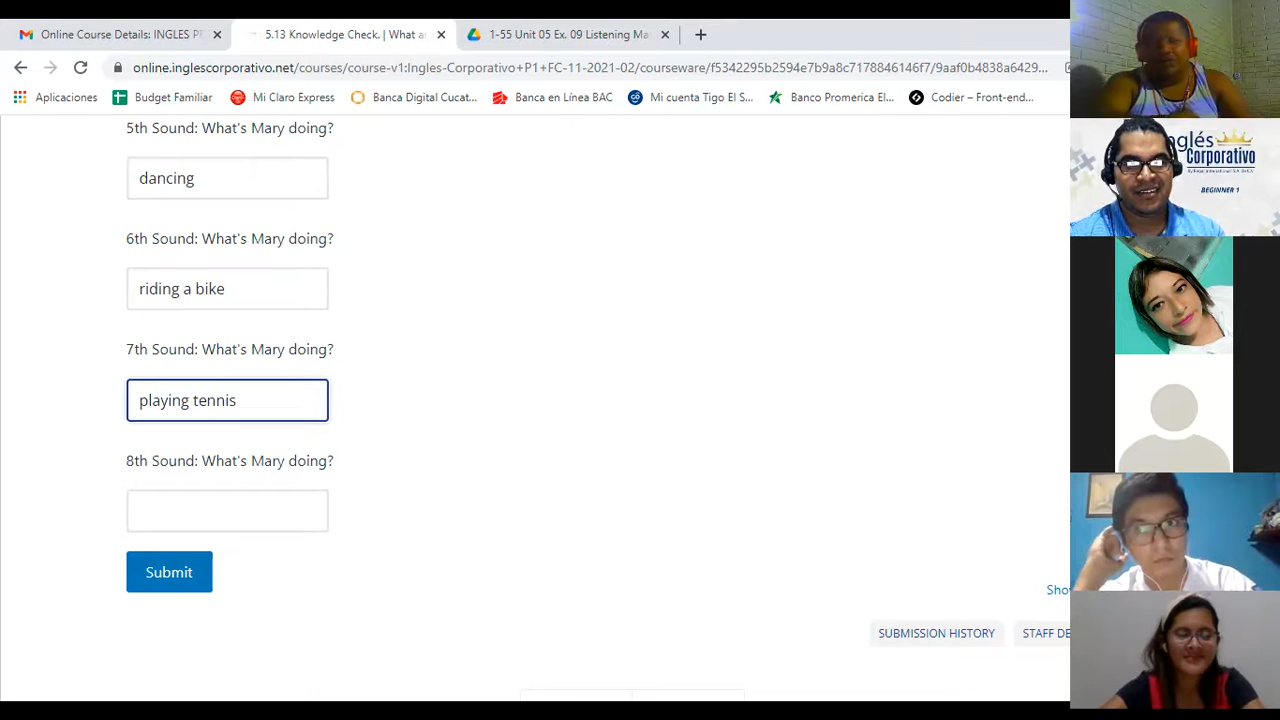 Online Course Details: INGLES P
5.13 Knowledge Check. | What a
1-55 Unit 05 Ex. 09 Listening Ma
online.inglescorporativo.net/courses/course-v1:Ingles-Corporativo+P1+FC-11-2021-02/courseware/f5342295b2594e7b9a8c7178846146f7/9aaf0b4838a6429...
Aplicaciones
Budget Familiar
Mi Claro Express
Banca Digital Cucat...
Banca en Línea BAC
Mi cuenta Tigo El S...
Banco Promerica El...
Codier – Front-end...
5th Sound: What's Mary doing?
dancing
6th Sound: What's Mary doing?
riding a bike
7th Sound: What's Mary doing?
playing tennis
8th Sound: What's Mary doing?
Submit
Sho
SUBMISSION HISTORY
STAFF DE
nglés
Corporativo
BEGINNER 1